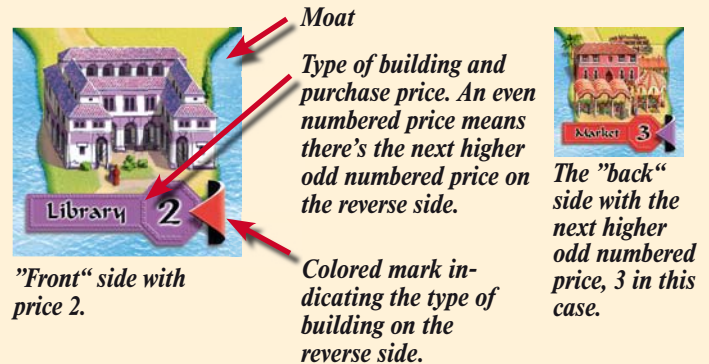 Moat
Type of building and
purchase price. An even
numbered price means
there's the next higher
odd numbered price on
the reverse side.
Library 2
”Front“ side with
price 2.
Colored mark in-
dicating the type of
building on the
reverse side.
Market 3
The ”back“
side with the
next higher
odd numbered
price, 3 in this
case.